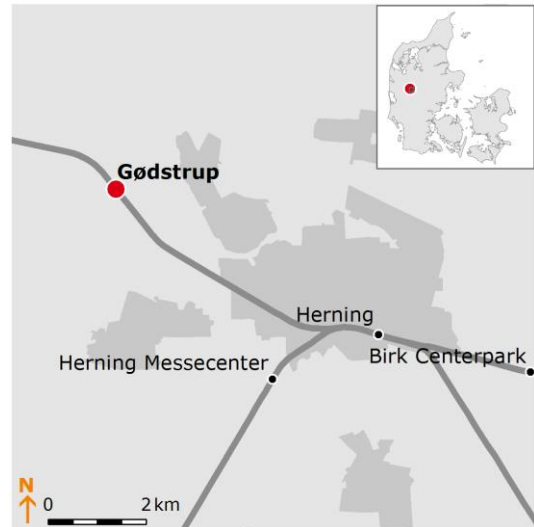 Gødstrup
Herning
Birk Centerpark
Herning Messecenter
N
0 2 km